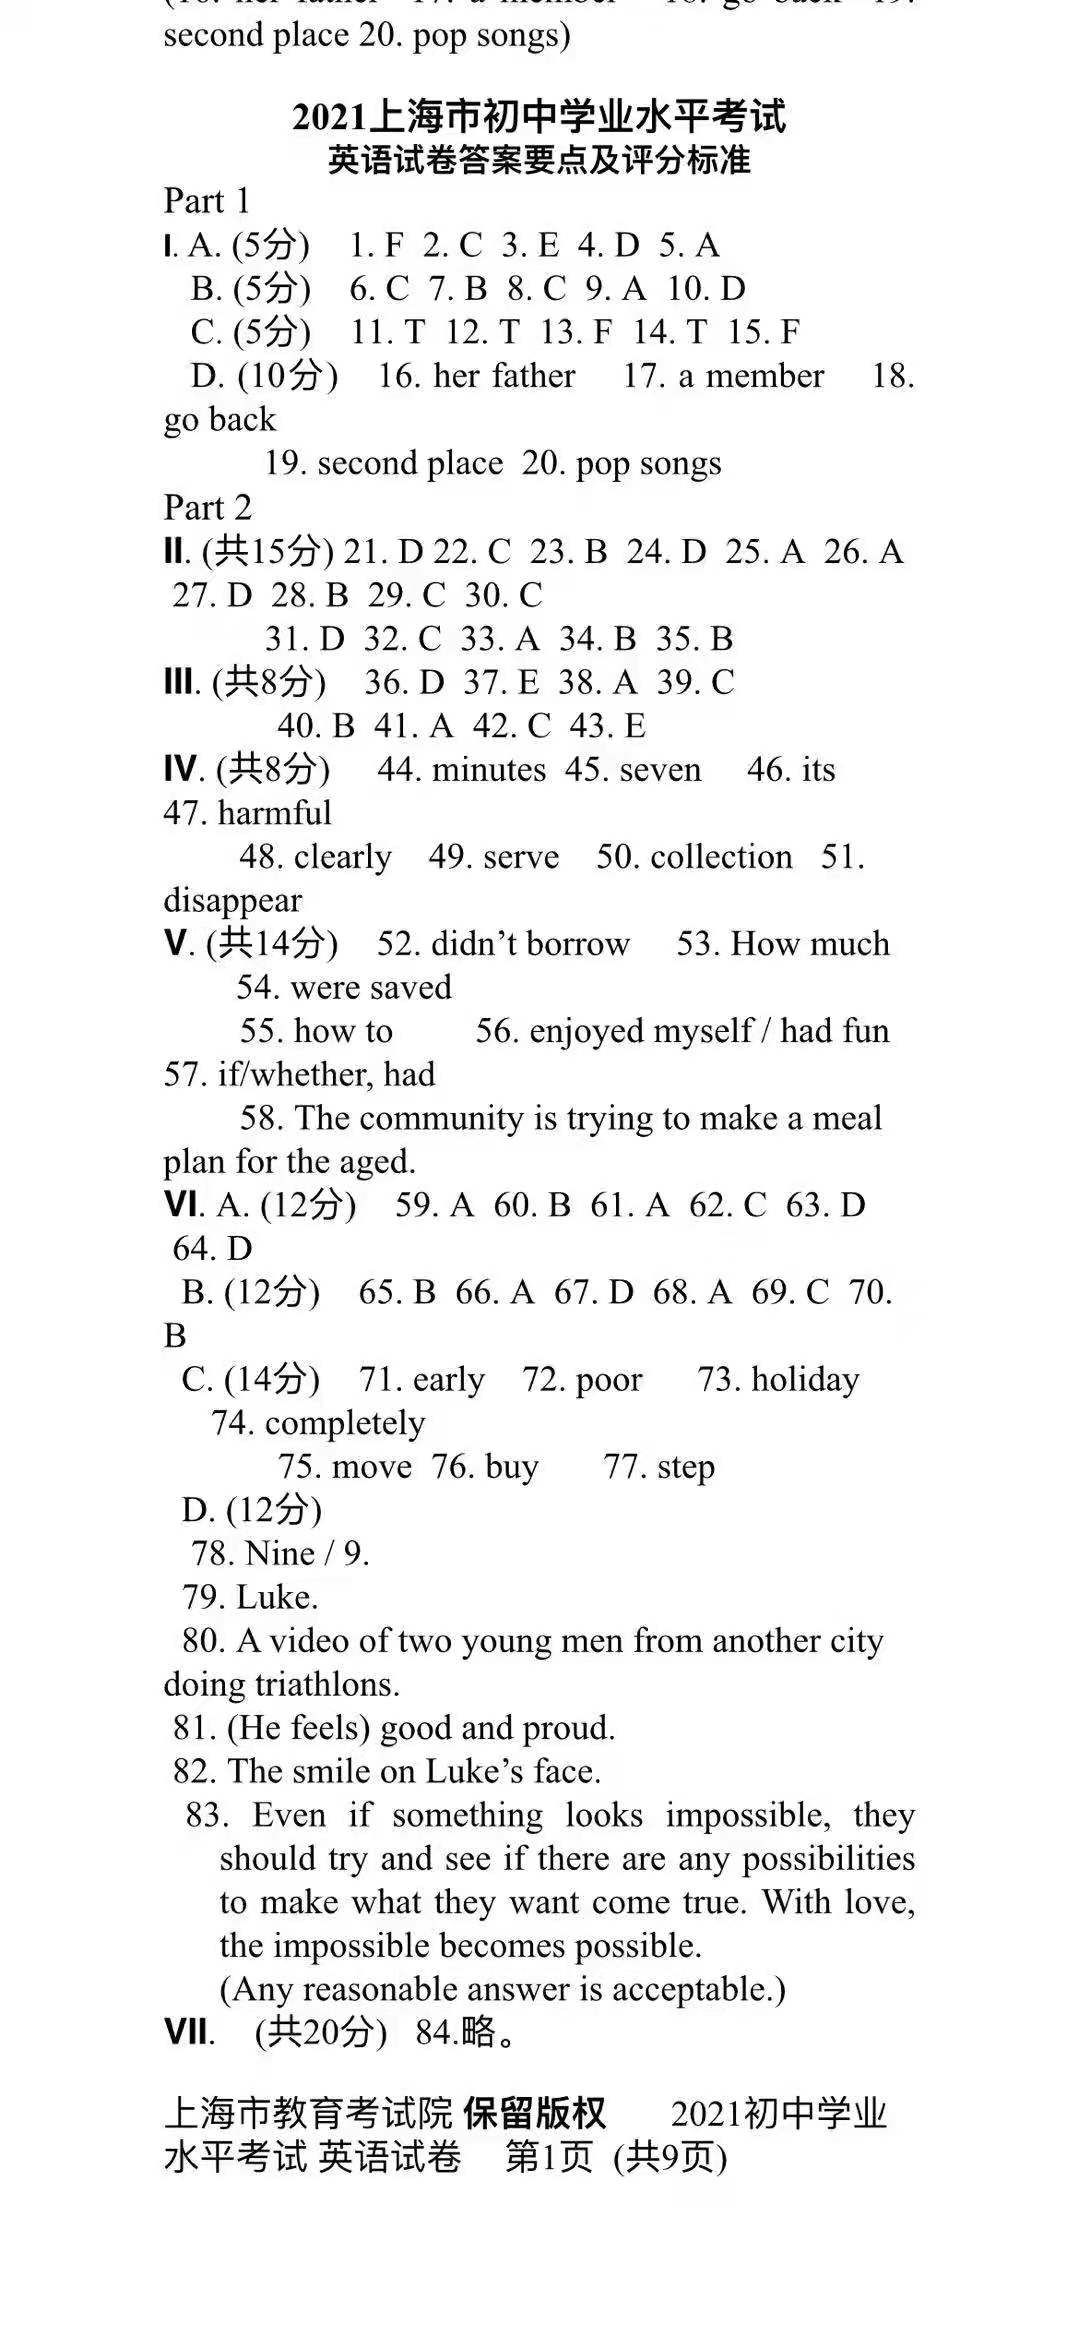 second place 20. pop songs)
2021上海市初中学业水平考试
英语试卷答案要点及评分标准
Part 1
I. A. (5分) 1. F 2. C 3. E 4. D 5. A
B. (5分) 6. C 7. B 8. C 9. A 10. D
C. (5分) 11. T 12. T 13. F 14. T 15. F
D. (10分) 16. her father 17. a member 18.
go back
19. second place 20. pop songs
Part 2
II. (共15分) 21. D 22. C 23. B 24. D 25. A 26. A
27. D 28. B 29. C 30. C
31. D 32. C 33. A 34. B 35. B
III. (共8分) 36. D 37. E 38. A 39. C
40. B 41. A 42. C 43. E
IV. (共8分) 44. minutes 45. seven 46. its
47. harmful
48. clearly 49. serve 50. collection 51.
disappear
V. (共14分) 52. didn’t borrow 53. How much
54. were saved
55. how to 56. enjoyed myself / had fun
57. if/whether, had
58. The community is trying to make a meal
plan for the aged.
VI. A. (12分) 59. A 60. B 61. A 62. C 63. D
64. D
B. (12分) 65. B 66. A 67. D 68. A 69. C 70.
B
C. (14分) 71. early 72. poor 73. holiday
74. completely
75. move 76. buy 77. step
D. (12分)
78. Nine / 9.
79. Luke.
80. A video of two young men from another city
doing triathlons.
81. (He feels) good and proud.
82. The smile on Luke’s face.
83. Even if something looks impossible, they
should try and see if there are any possibilities
to make what they want come true. With love,
the impossible becomes possible.
(Any reasonable answer is acceptable.)
VII. (共20分) 84.略。
上海市教育考试院 保留版权 2021初中学业
水平考试 英语试卷 第1页 (共9页)